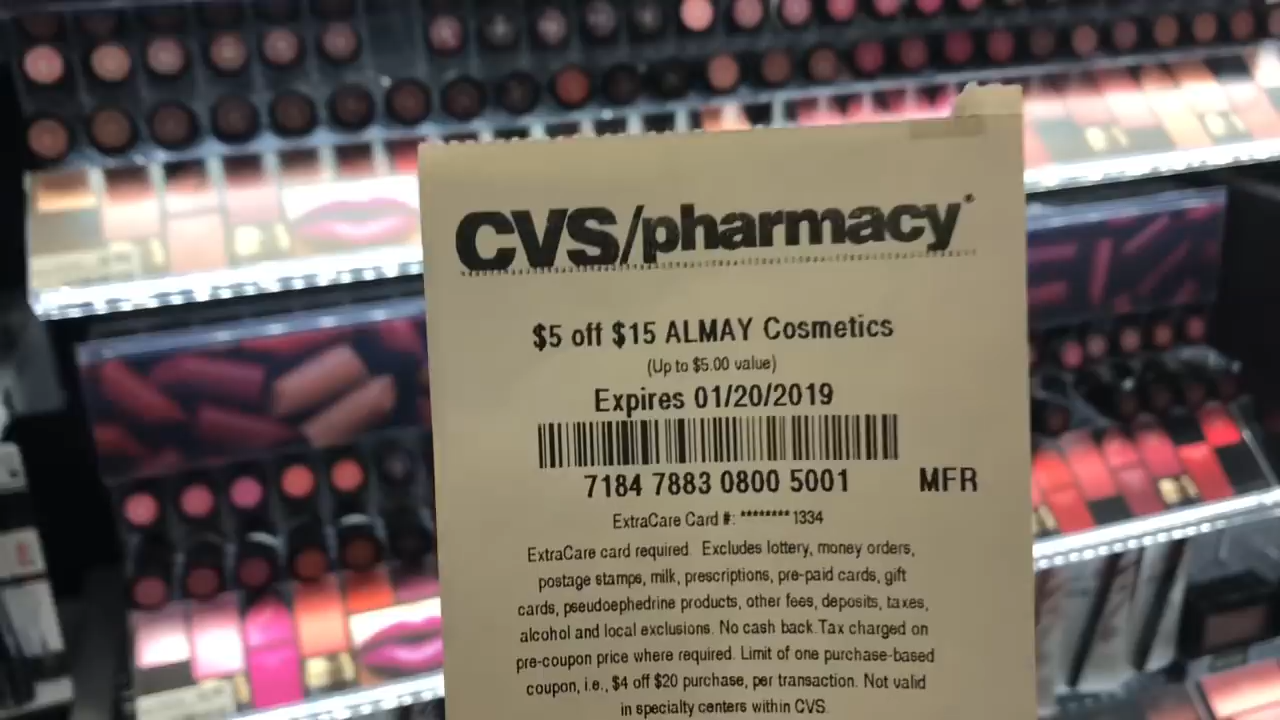 CVS/pharmacy
$5 off $15 ALMAY Cosmetics
(Up to $5.00 value)
Expires 01/20/2019
7184 7883 0800 5001 MFR
ExtraCare Card #: ********1334
ExtraCare card required. Excludes lottery, money orders,
postage stamps, milk, prescriptions, pre-paid cards, gift
cards, pseudoephedrine products, other fees, deposits, taxes,
alcohol and local exclusions. No cash back.Tax charged on
pre-coupon price where required. Limit of one purchase-based
coupon, i.e., $4 off $20 purchase, per transaction. Not valid
in specialty centers within CVS.